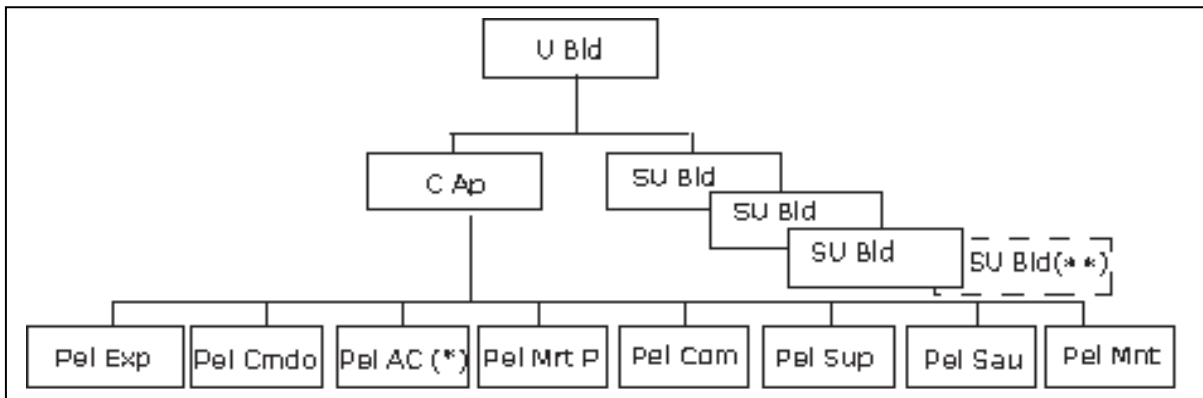 U Bld
C Ap
SU Bld
SU Bld
SU Bld
SU Bld(**)
Pel Exp
Pel Cmdo
Pel AC (*)
Pel Mrt P
Pel Com
Pel Sup
Pel Sau
Pel Mnt